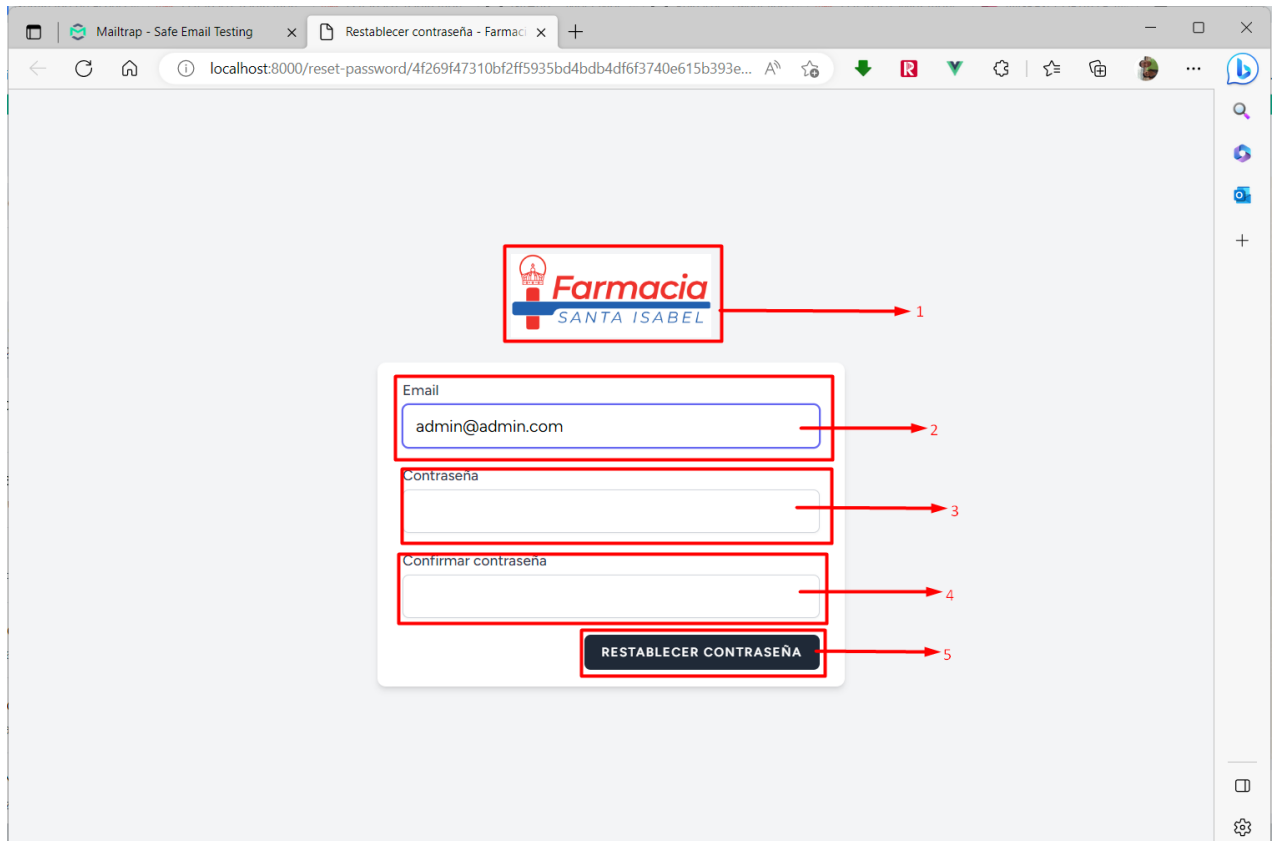 Mailtrap - Safe Email Testing
Restablecer contraseña - Farmaci
localhost:8000/reset-password/4f269f47310bf2ff5935bd4bdb4df6f3740e615b393e...
Farmacia
SANTA ISABEL
1
Email
admin@admin.com
2
Contraseña
3
Confirmar contraseña
4
RESTABLECER CONTRASEÑA
5